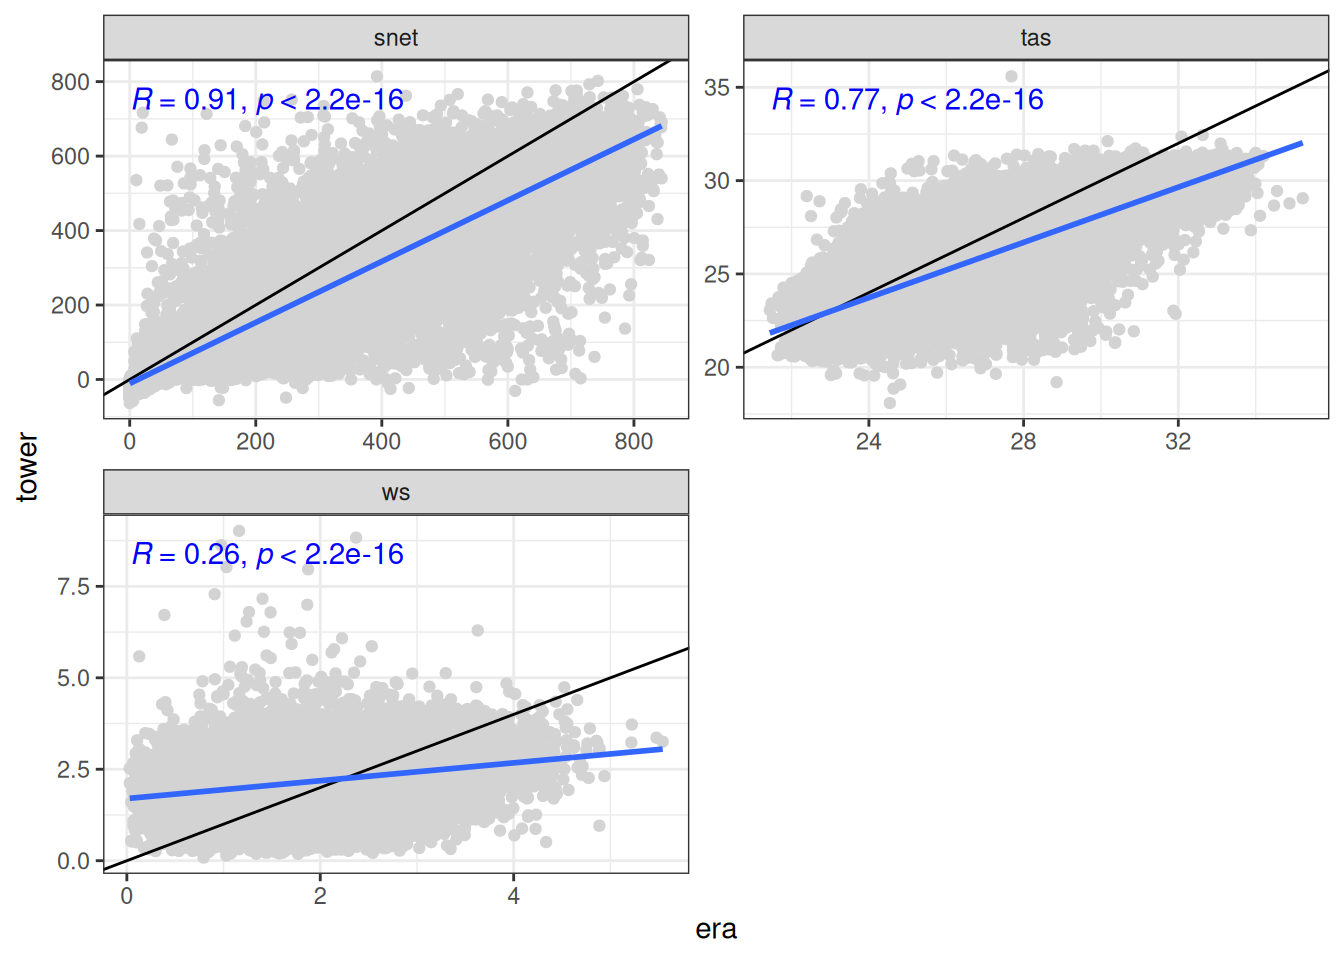 snet
tas
R = 0.91, p < 2.2e-16
R = 0.77, p < 2.2e-16
800
600
400
200
0
35
30
25
20
0 200 400 600 800
24 28 32
tower
ws
R = 0.26, p < 2.2e-16
7.5
5.0
2.5
0.0
0 2 4
era